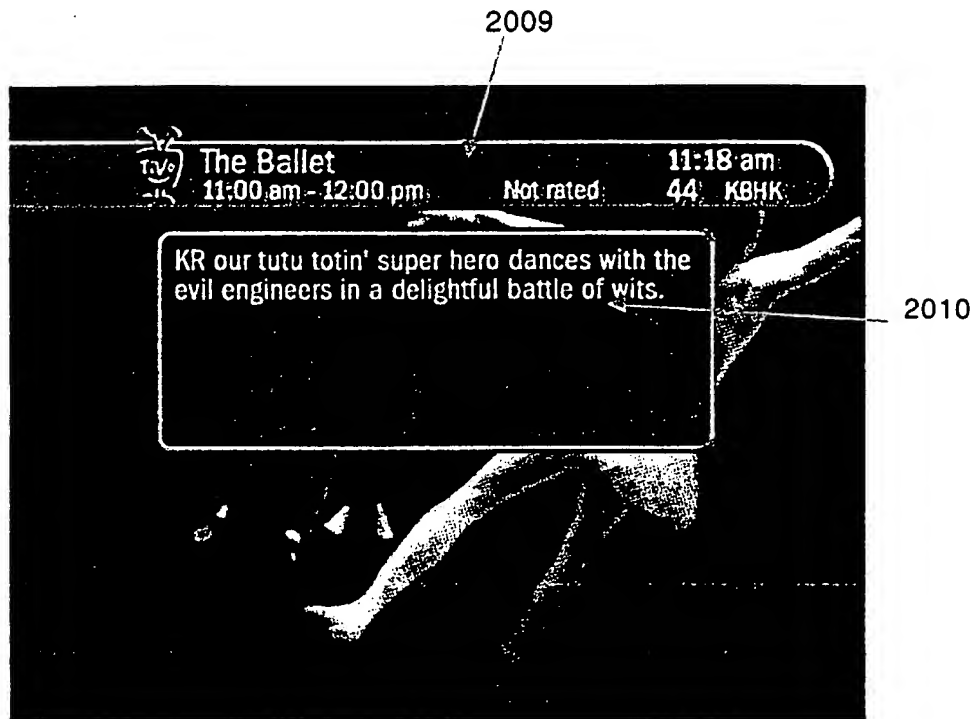 2009
TiVo
The Ballet 11:18 am
11:00 am - 12:00 pm Not rated 44 KBHK
KR our tutu totin' super hero dances with the
evil engineers in a delightful battle of wits.
2010